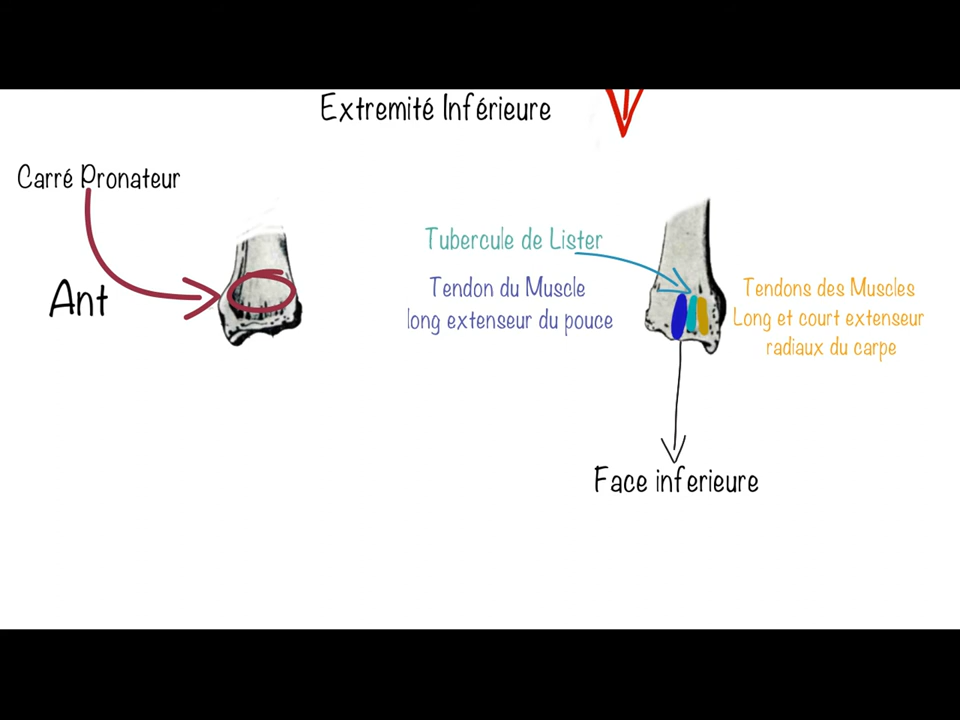 Extremité Inférieure
Carré Pronateur
Ant
Tubercule de Lister
Tendon du Muscle
long extenseur du pouce
Tendons des Muscles
Long et court extenseur
radiaux du carpe
Face inferieure